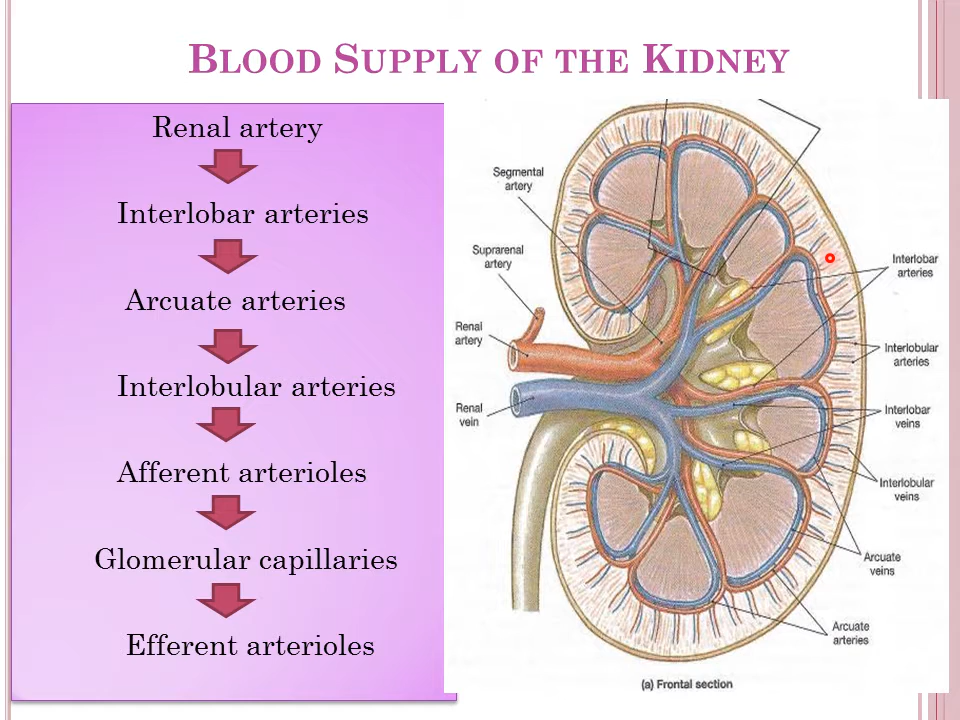 BLOOD SUPPLY OF THE KIDNEY
Renal artery
Interlobar arteries
Arcuate arteries
Interlobular arteries
Afferent arterioles
Glomerular capillaries
Efferent arterioles
Segmental
artery
Suprarenal
artery
Renal
artery
Renal
vein
Interlobar
arteries
Interlobular
arteries
Interlobar
veins
Interlobular
veins
Arcuate
veins
Arcuate
arteries
(a) Frontal section